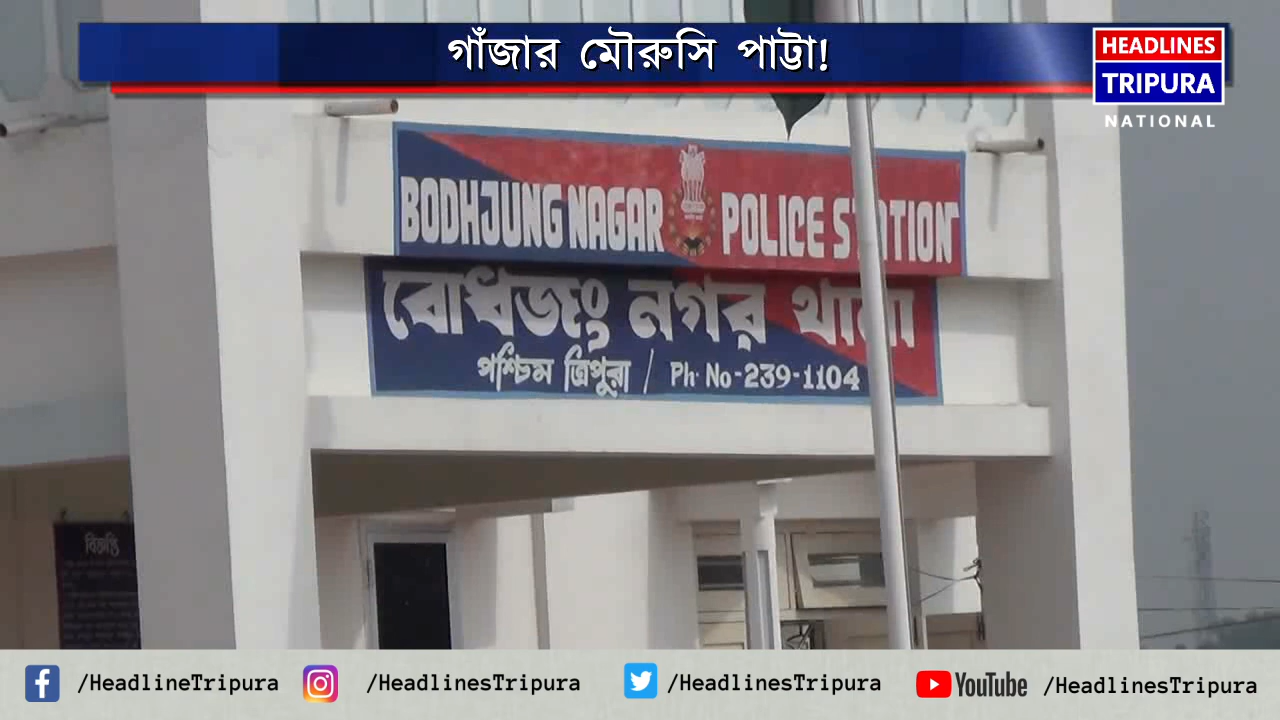 গাঁজার মৌরুসি পাট্টা!
HEADLINES
TRIPURA
NATIONAL
BODHJUNG NAGAR POLICE STATION
বোধজং নগর থানা
পশ্চিম ত্রিপুরা / Ph. No-239-1104
বিজ্ঞপ্তি
/HeadlineTripura /HeadlinesTripura /HeadlinesTripura YouTube /HeadlinesTripura